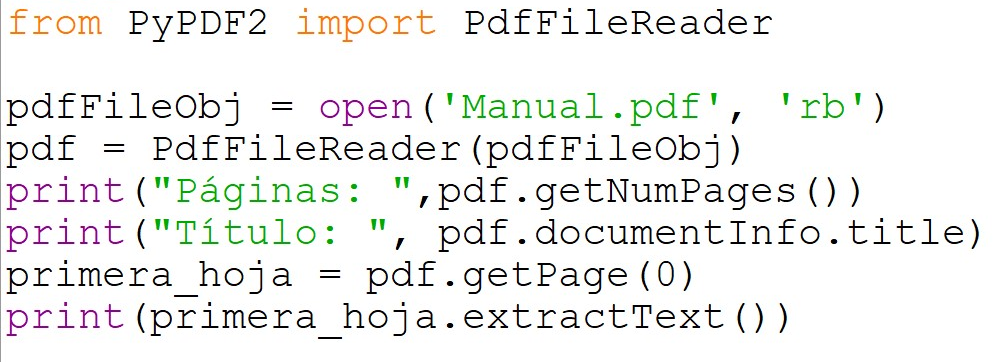 from PyPDF2 import PdfFileReader
pdfFileObj = open('Manual.pdf', 'rb')
pdf = PdfFileReader(pdfFileObj)
print("Páginas: ",pdf.getNumPages())
print("Título: ", pdf.documentInfo.title)
primera_hoja = pdf.getPage(0)
print(primera_hoja.extractText())